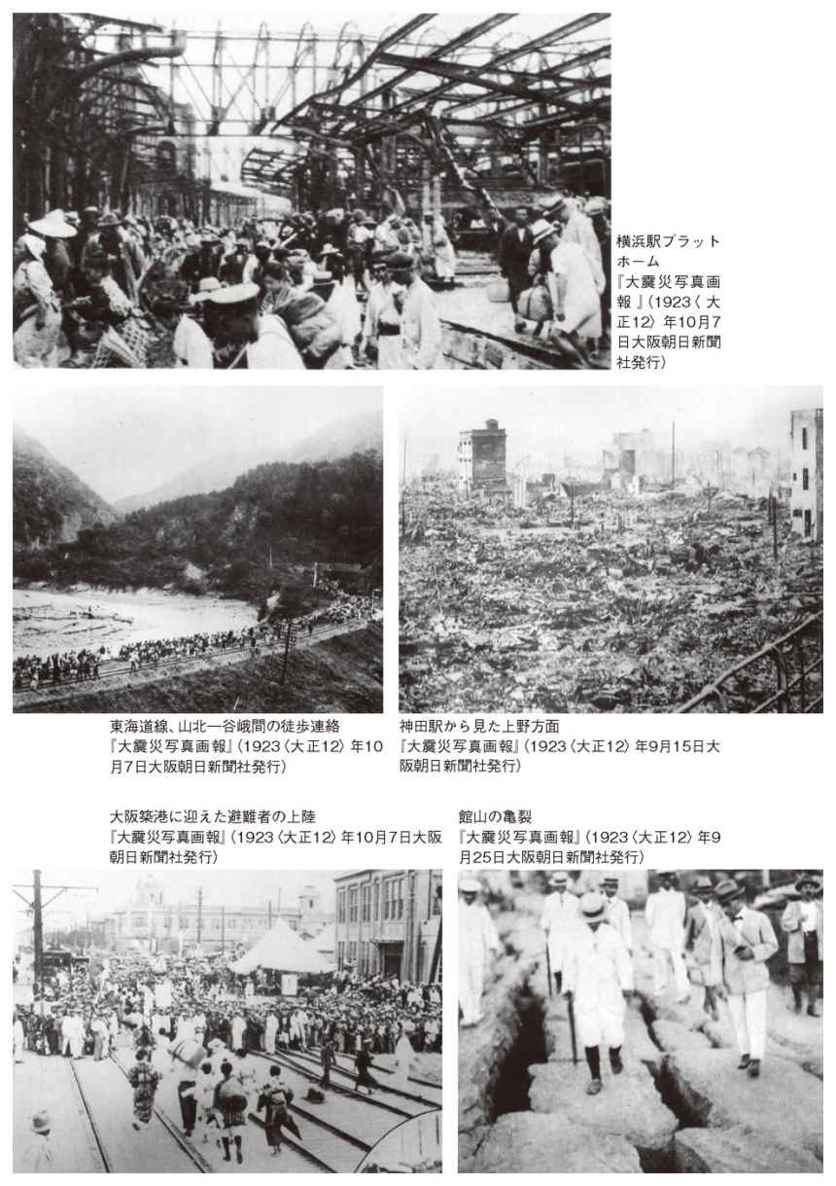 横浜駅プラット
ホーム
『大震災写真画
報』（1923〈大
正12〉年10月7
日大阪朝日新聞
社発行）
東海道線、山北―谷峨間の徒歩連絡
『大震災写真画報』（1923〈大正12〉年10
月7日大阪朝日新聞社発行）
神田駅から見た上野方面
『大震災写真画報』（1923〈大正12〉年9月15日大
阪朝日新聞社発行）
大阪築港に迎えた避難者の上陸
『大震災写真画報』（1923〈大正12〉年10月7日大阪
朝日新聞社発行）
館山の亀裂
『大震災写真画報』（1923〈大正12〉年9
月25日大阪朝日新聞社発行）